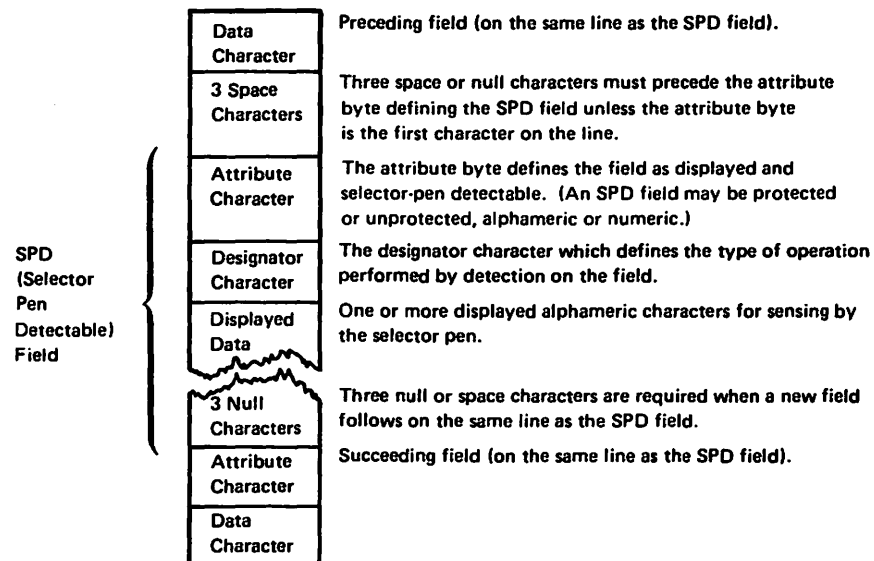 Data
Character
Preceding field (on the same line as the SPD field).
3 Space
Characters
Three space or null characters must precede the attribute
byte defining the SPD field unless the attribute byte
is the first character on the line.
Attribute
Character
The attribute byte defines the field as displayed and
selector-pen detectable. (An SPD field may be protected
or unprotected, alphameric or numeric.)
SPD
(Selector
Pen
Detectable)
Field
Designator
Character
The designator character which defines the type of operation
performed by detection on the field.
Displayed
Data
One or more displayed alphameric characters for sensing by
the selector pen.
3 Null
Characters
Three null or space characters are required when a new field
follows on the same line as the SPD field.
Attribute
Character
Succeeding field (on the same line as the SPD field).
Data
Character